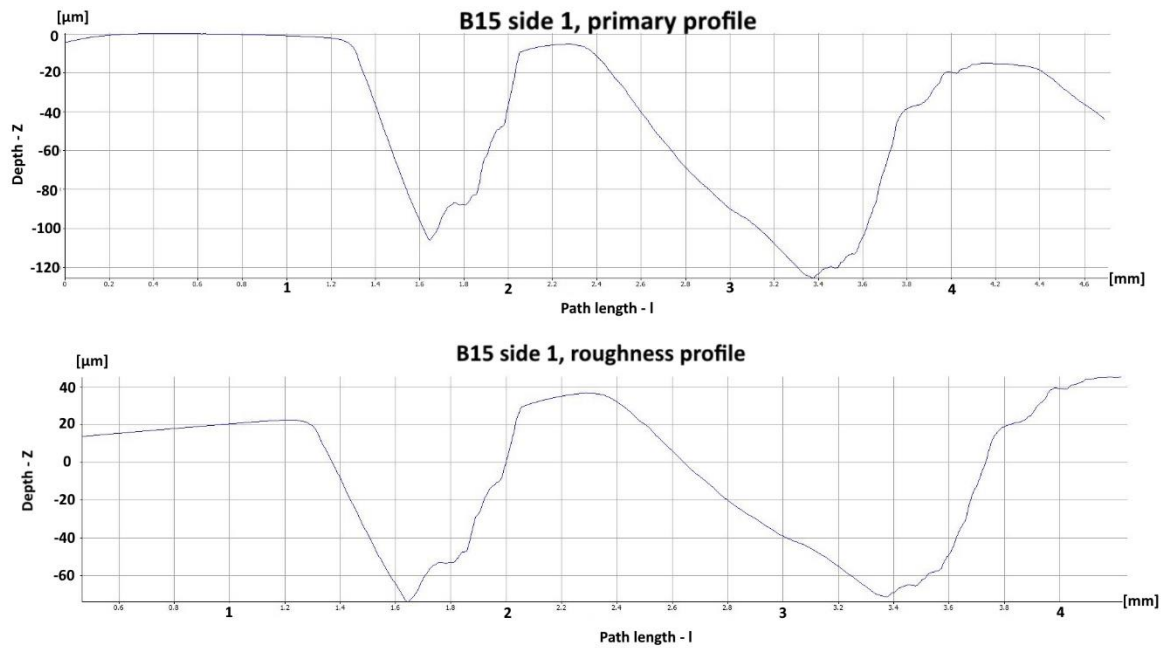 B15 side 1, primary profile
[μm]
0
-20
-40
-60
-80
-100
-120
Depth - Z
0 0.2 0.4 0.6 0.8 1 1.2 1.4 1.6 1.8 2 2.2 2.4 2.6 2.8 3 3.2 3.4 3.6 3.8 4 4.2 4.4 4.6 [mm]
Path length - l
B15 side 1, roughness profile
[μm]
40
20
0
-20
-40
-60
Depth - Z
0.6 0.8 1 1.2 1.4 1.6 1.8 2 2.2 2.4 2.6 2.8 3 3.2 3.4 3.6 3.8 4 [mm]
Path length - l